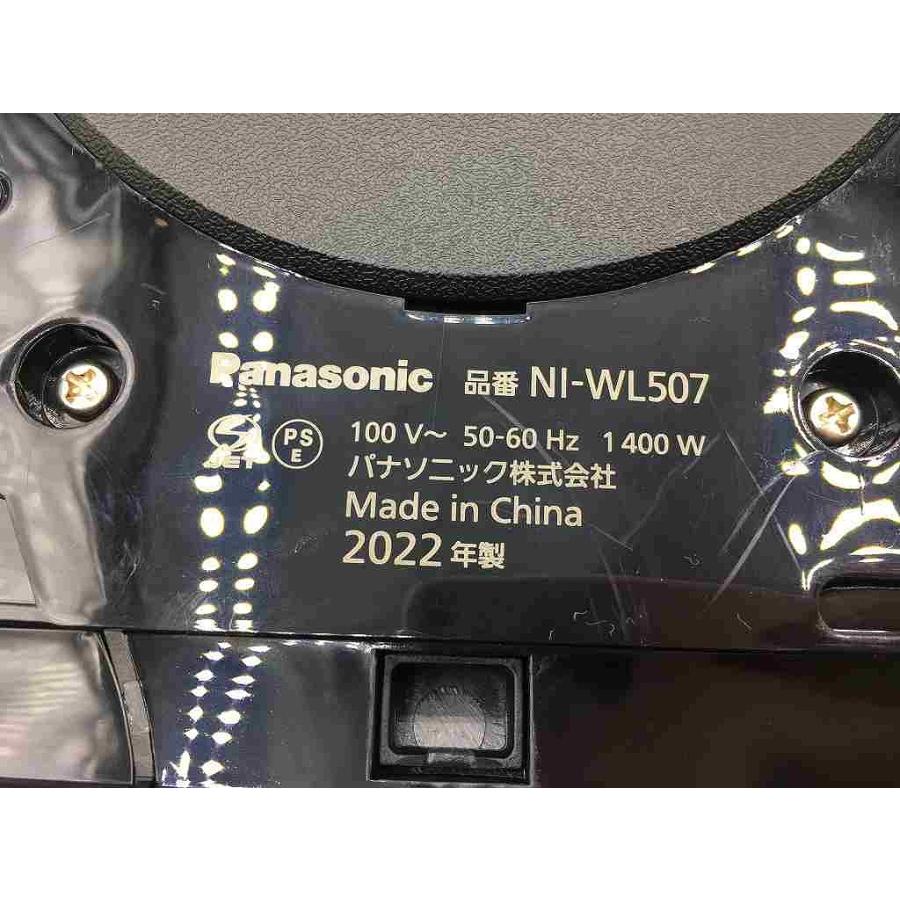 Panasonic 品番 NI-WL507
JET PS E 100 V～ 50-60 Hz 1 400 W
パナソニック株式会社
Made in China
2022 年製